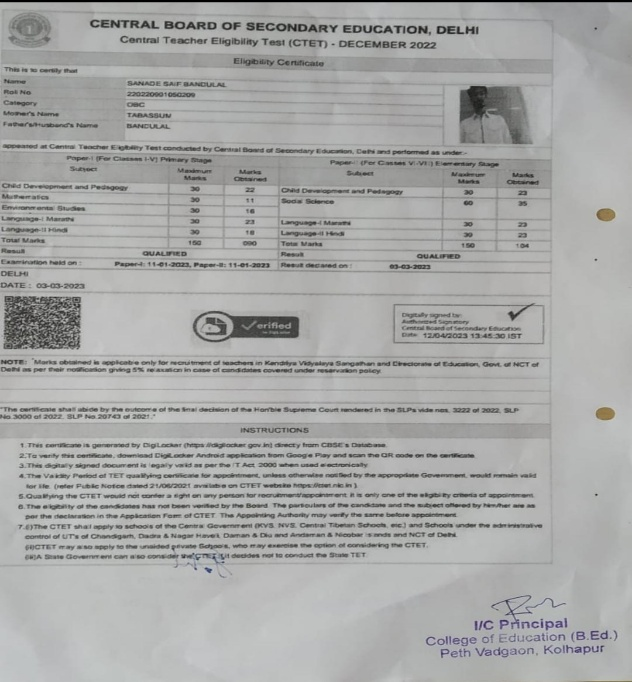 CENTRAL BOARD OF SECONDARY EDUCATION, DELHI
Central Teacher Eligibility Test (CTET) - DECEMBER 2022
Eligibility Certificate
This is to certify that
Name SANADE SAIF BANDULAL
Roll No 220220901050209
Category OBC
Mother's Name TABASSUM
Father's/Husband's Name BANDULAL
appeared at Central Teacher Eligibility Test conducted by Central Board of Secondary Education, Delhi and performed as under:-
Paper-I (For Classes I-V) Primary Stage Paper-II (For Classes VI-VIII) Elementary Stage
Subject Maximum Marks Marks Obtained Subject Maximum Marks Marks Obtained
Child Development and Pedagogy 30 22 Child Development and Pedagogy 30 23
Mathematics 30 11 Social Science 60 35
Environmental Studies 30 16
Language-I Marathi 30 23 Language-I Marathi 30 23
Language-II Hindi 30 18 Language-II Hindi 30 23
Total Marks 150 Total Marks 150 104
Result QUALIFIED Result QUALIFIED
Examination held on : Paper-I: 11-01-2023, Paper-II: 11-01-2023 Result declared on : 03-03-2023
DELHI
DATE : 03-03-2023
Verified
Digitally signed by:
Authorized Signatory
Central Board of Secondary Education
Date: 12/04/2023 13:45:30 IST
NOTE: *Marks obtained is applicable only for recruitment of teachers in Kendriya Vidyalaya Sangathan and Directorate of Education, Govt. of NCT of
Delhi as per their notification giving 5% relaxation in case of candidates covered under reservation policy.
"The certificate shall abide by the outcome of the final decision of the Hon'ble Supreme Court rendered in the SLPs vide nos. 3222 of 2022, SLP
No.3000 of 2022, SLP No.20743 of 2021."
INSTRUCTIONS
1.This certificate is generated by DigiLocker (https://digilocker.gov.in) directly from CBSE's Database.
2.To verify this certificate, download DigiLocker Android application from Google Play and scan the QR code on the certificate.
3.This digitally signed document is legally valid as per the IT Act, 2000 when used electronically.
4.The Validity Period of TET qualifying certificate for appointment, unless otherwise notified by the appropriate Government, would remain valid
for life. (refer Public Notice dated 21/06/2021 available on CTET website https://ctet.nic.in ).
5.Qualifying the CTET would not confer a right on any person for recruitment/appointment. It is only one of the eligibility criteria of appointment.
6.The eligibility of the candidates has not been verified by the Board. The particulars of the candidate and the subject offered by him/her are as
per the declaration in the Application Form of CTET. The Appointing Authority may verify the same before appointment.
7.(i)The CTET shall apply to schools of the Central Government (KVS, NVS, Central Tibetan Schools, etc.) and Schools under the administrative
control of UT's of Chandigarh, Dadra & Nagar Haveli, Daman & Diu and Andaman & Nicobar Islands and NCT of Delhi.
(ii)CTET may also apply to the unaided private Schools, who may exercise the option of considering the CTET.
(iii)A State Government can also consider the CTET if it decides not to conduct the State TET.
I/C Principal
College of Education (B.Ed.)
Peth Vadgaon, Kolhapur